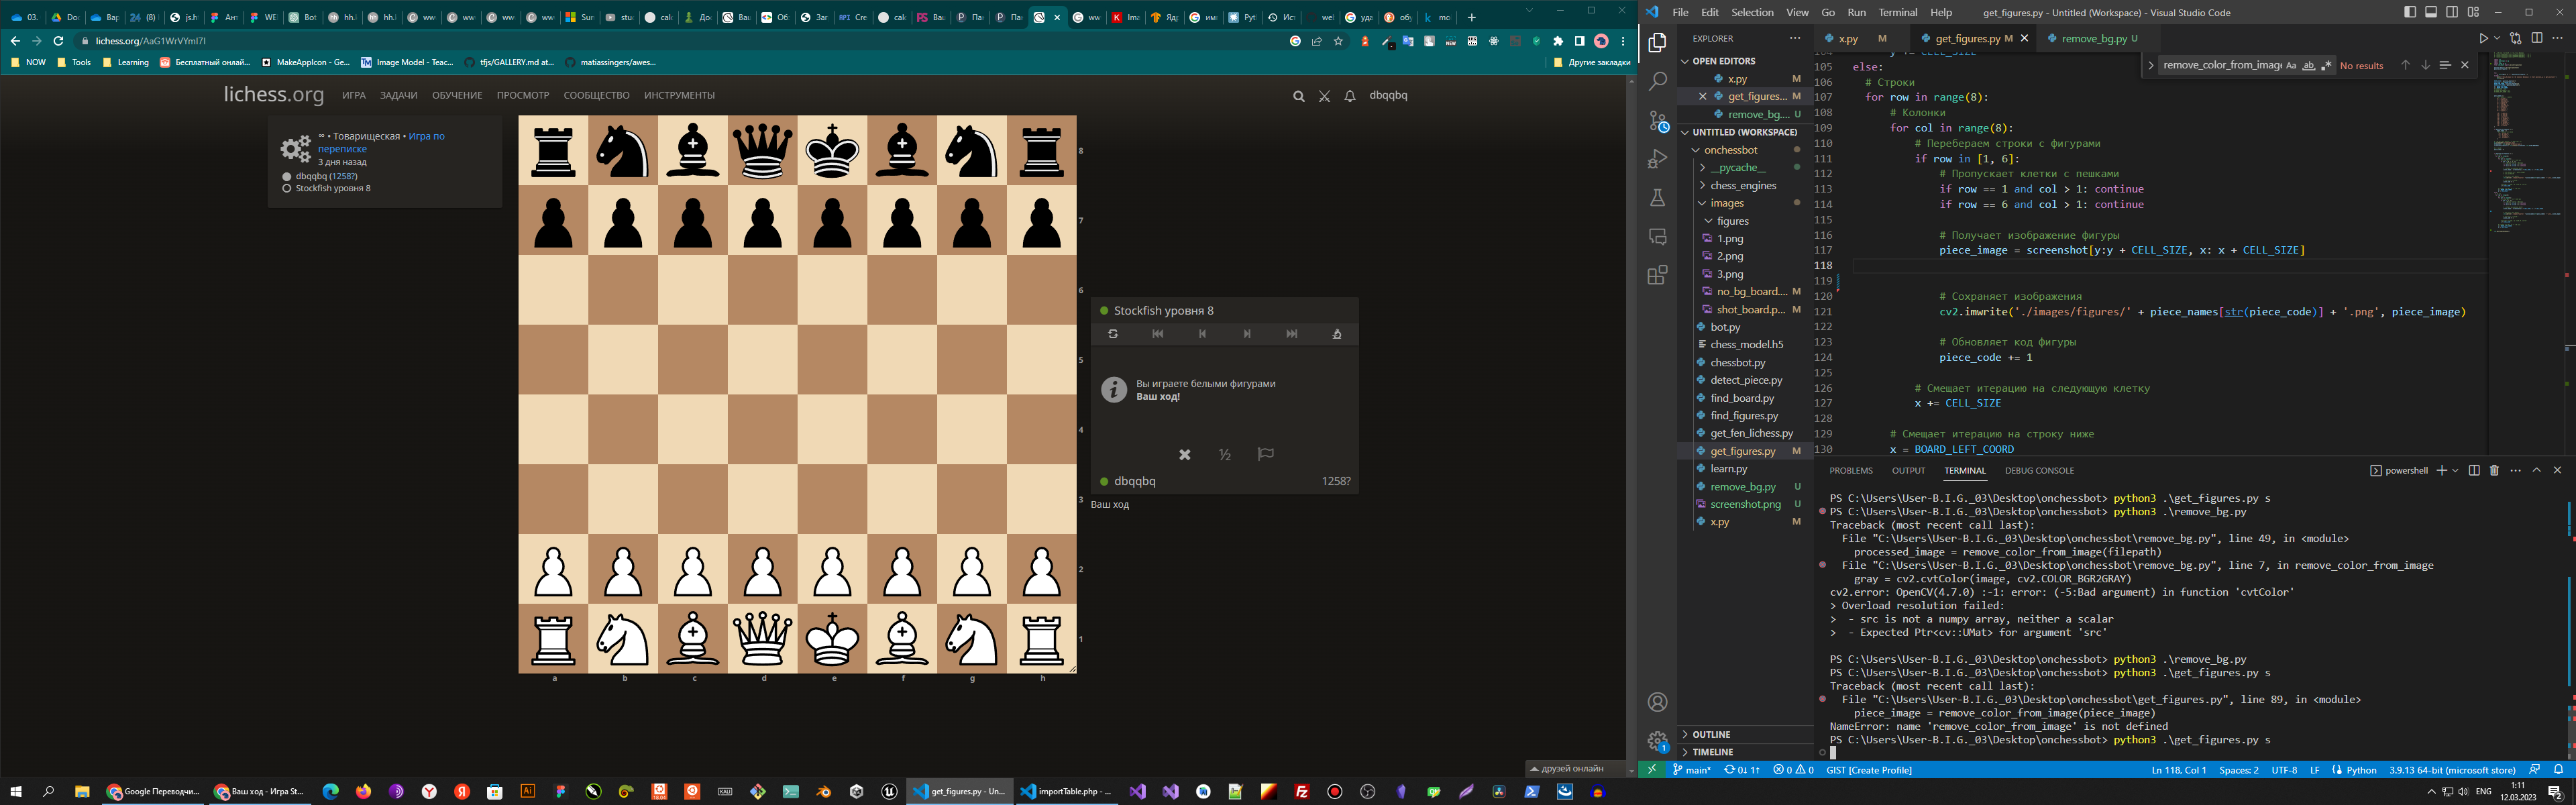 lichess.org/AaG1WrVYml7l
NOW
Tools
Learning
Бесплатный онлай...
MakeAppIcon - Ge...
Image Model - Teac...
tfjs/GALLERY.md at...
matiassingers/awes...
Другие закладки
lichess.org
ИГРА ЗАДАЧИ ОБУЧЕНИЕ ПРОСМОТР СООБЩЕСТВО ИНСТРУМЕНТЫ
dbqqbq
∞ • Товарищеская • Игра по
переписке
3 дня назад
dbqqbq (1258?)
Stockfish уровня 8
8
7
6
5
4
3
2
1
a b c d e f g h
Stockfish уровня 8
Вы играете белыми фигурами
Ваш ход!
½
dbqqbq 1258?
Ваш ход
друзей онлайн
File Edit Selection View Go Run Terminal Help
get_figures.py - Untitled (Workspace) - Visual Studio Code
EXPLORER
OPEN EDITORS
x.py M
get_figures... M
remove_bg.... U
UNTITLED (WORKSPACE)
onchessbot
__pycache__
chess_engines
images
figures
1.png
2.png
3.png
no_bg_board.... M
shot_board.p... M
bot.py
chess_model.h5
chessbot.py
detect_piece.py
find_board.py
find_figures.py
get_fen_lichess.py
get_figures.py M
learn.py
remove_bg.py U
screenshot.png U
x.py M
OUTLINE
TIMELINE
x.py M
get_figures.py M
remove_bg.py U
remove_color_from_image
No results
105 else:
106 # Строки
107 for row in range(8):
108 # Колонки
109 for col in range(8):
110 # Перебераем строки с фигурами
111 if row in [1, 6]:
112 # Пропускает клетки с пешками
113 if row == 1 and col > 1: continue
114 if row == 6 and col > 1: continue
115
116 # Получает изображение фигуры
117 piece_image = screenshot[y:y + CELL_SIZE, x: x + CELL_SIZE]
118
119
120 # Сохраняет изображения
121 cv2.imwrite('./images/figures/' + piece_names[str(piece_code)] + '.png', piece_image)
122
123 # Обновляет код фигуры
124 piece_code += 1
125
126 # Смещает итерацию на следующую клетку
127 x += CELL_SIZE
128
129 # Смещает итерацию на строку ниже
130 x = BOARD_LEFT_COORD
PROBLEMS OUTPUT TERMINAL DEBUG CONSOLE
powershell
PS C:\Users\User-B.I.G._03\Desktop\onchessbot> python3 .\get_figures.py s
PS C:\Users\User-B.I.G._03\Desktop\onchessbot> python3 .\remove_bg.py
Traceback (most recent call last):
File "C:\Users\User-B.I.G._03\Desktop\onchessbot\remove_bg.py", line 49, in <module>
processed_image = remove_color_from_image(filepath)
File "C:\Users\User-B.I.G._03\Desktop\onchessbot\remove_bg.py", line 7, in remove_color_from_image
gray = cv2.cvtColor(image, cv2.COLOR_BGR2GRAY)
cv2.error: OpenCV(4.7.0) :-1: error: (-5:Bad argument) in function 'cvtColor'
> Overload resolution failed:
> - src is not a numpy array, neither a scalar
> - Expected Ptr<cv::UMat> for argument 'src'
PS C:\Users\User-B.I.G._03\Desktop\onchessbot> python3 .\remove_bg.py
PS C:\Users\User-B.I.G._03\Desktop\onchessbot> python3 .\get_figures.py s
Traceback (most recent call last):
File "C:\Users\User-B.I.G._03\Desktop\onchessbot\get_figures.py", line 89, in <module>
piece_image = remove_color_from_image(piece_image)
NameError: name 'remove_color_from_image' is not defined
PS C:\Users\User-B.I.G._03\Desktop\onchessbot> python3 .\get_figures.py s
main* 0↓ 1↑ 0 0 GIST [Create Profile]
Ln 118, Col 1 Spaces: 2 UTF-8 LF Python 3.9.13 64-bit (microsoft store)
Google Переводчи...
Ваш ход - Игра St...
get_figures.py - Un...
importTable.php - ...
ENG
1:11
12.03.2023